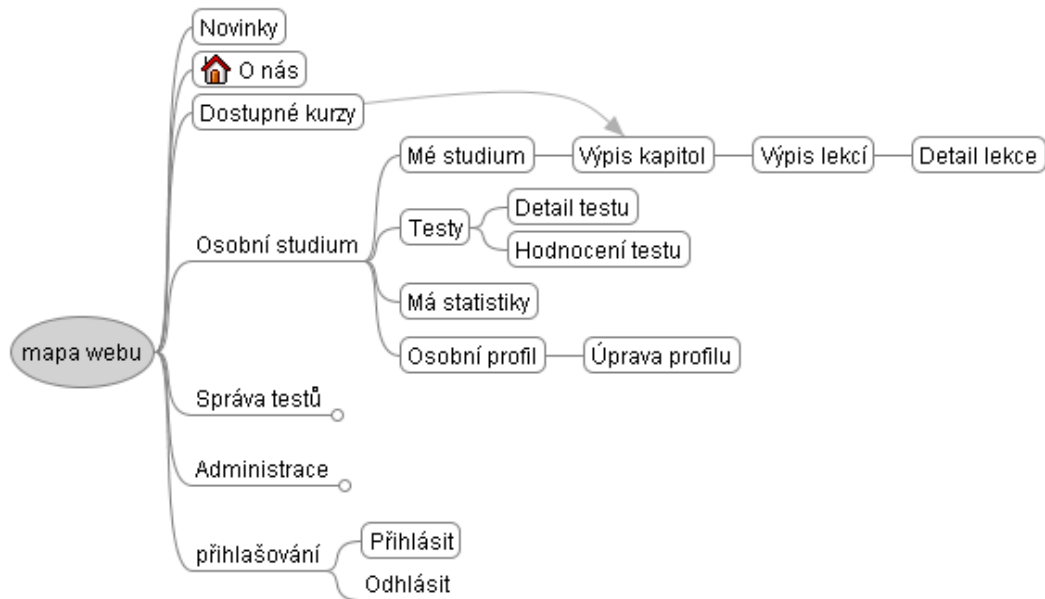 Novinky
O nás
Dostupné kurzy
Mé studium
Výpis kapitol
Výpis lekcí
Detail lekce
Detail testu
Testy
Hodnocení testu
Osobní studium
Má statistiky
mapa webu
Osobní profil
Úprava profilu
Správa testů
Administrace
přihlašování
Přihlásit
Odhlásit